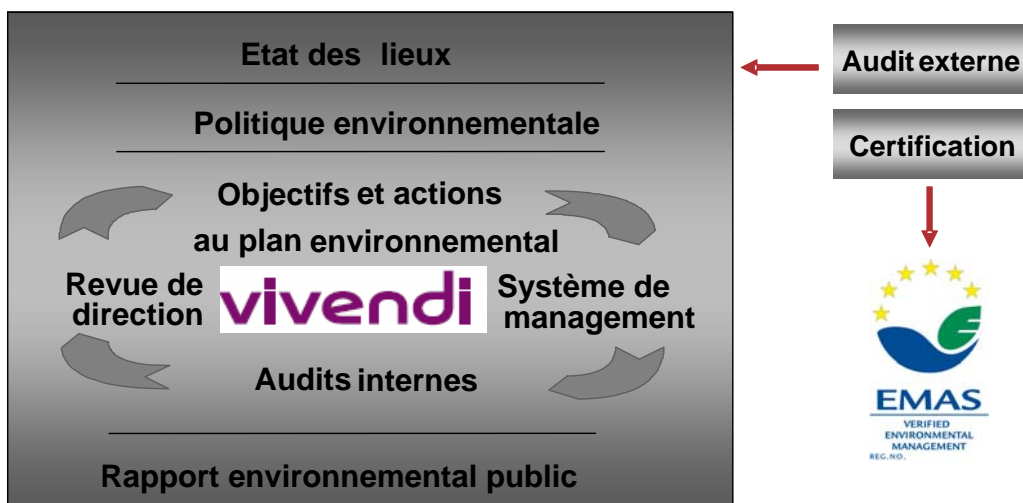 Etat des lieux
Politique environnementale
Objectifs et actions
au plan environnemental
Revue de
direction
vivendi
Système de
management
Audits internes
Rapport environnemental public
Audit externe
Certification
EMAS
VERIFIED
ENVIRONMENTAL
MANAGEMENT
REG.NO.